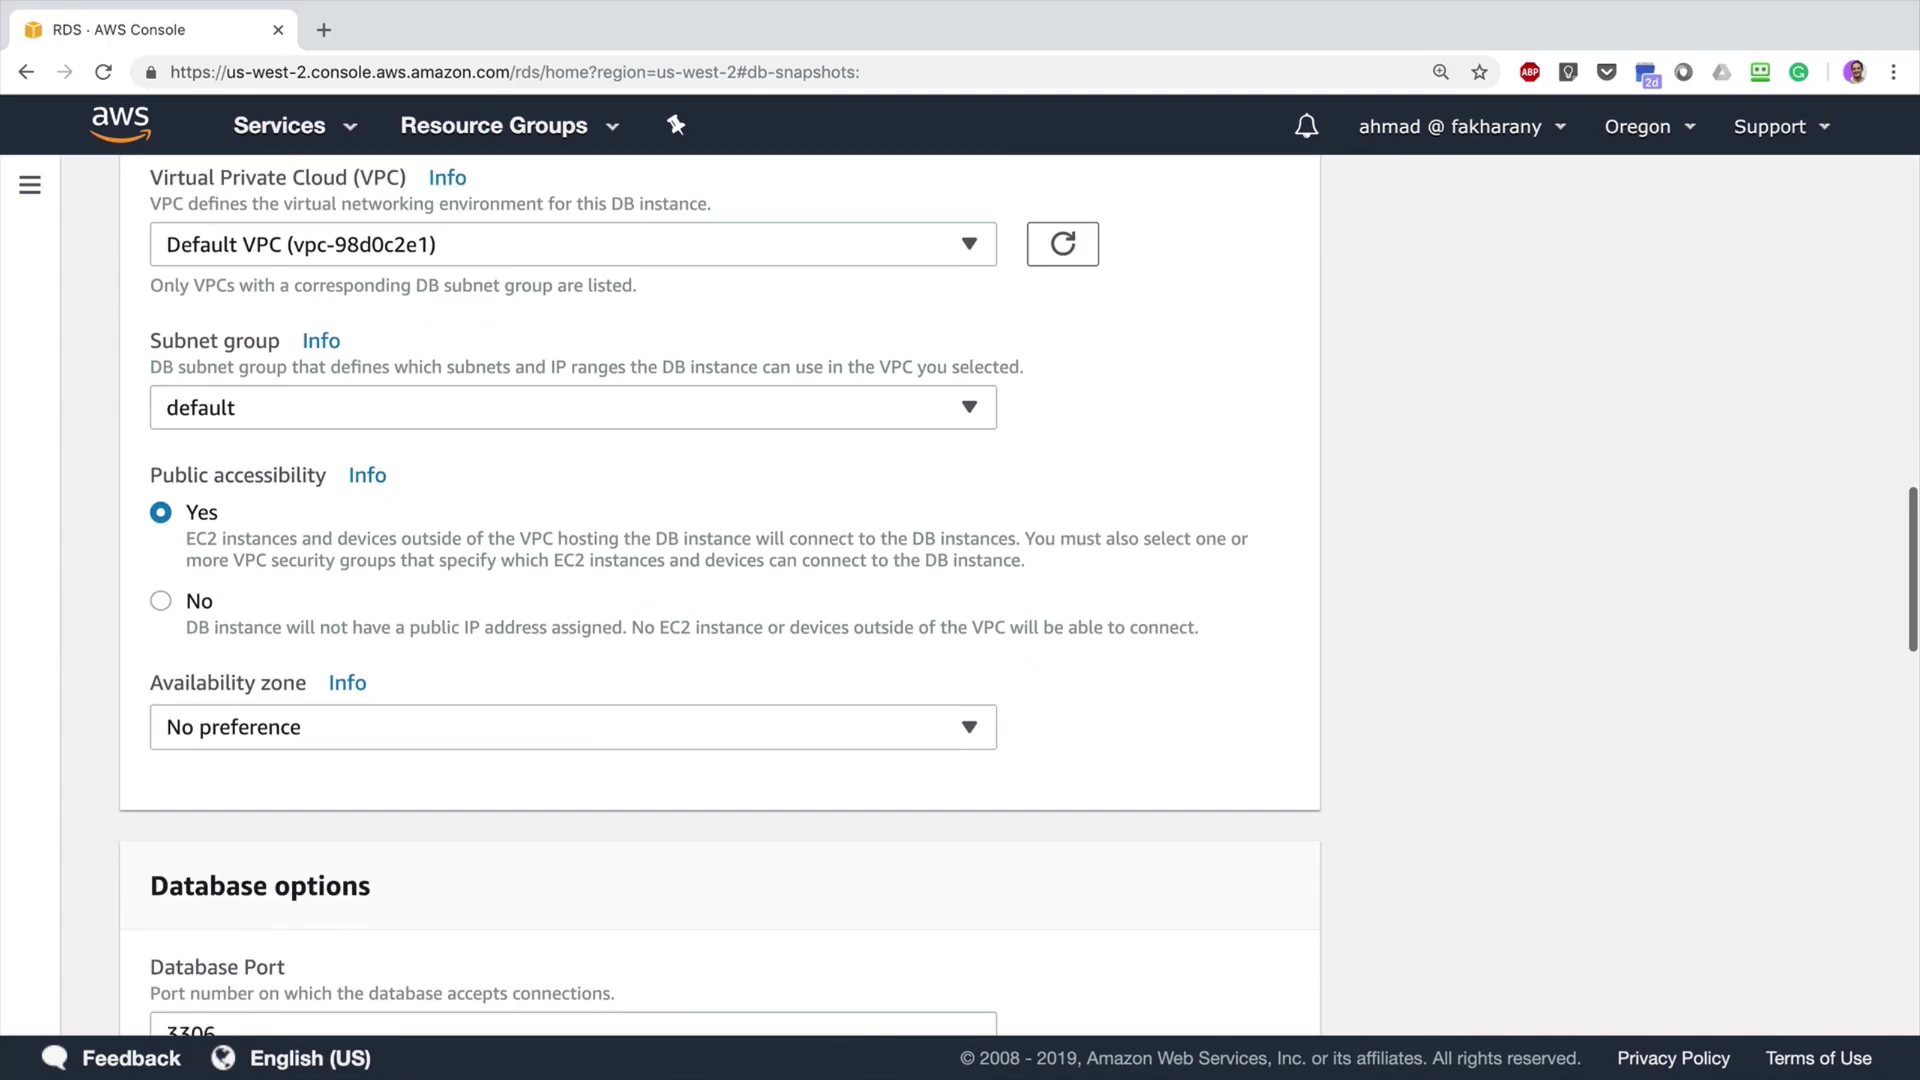 RDS · AWS Console
https://us-west-2.console.aws.amazon.com/rds/home?region=us-west-2#db-snapshots:
ABP
2d
aws
Services
Resource Groups
ahmad @ fakharany
Oregon
Support
Virtual Private Cloud (VPC) Info
VPC defines the virtual networking environment for this DB instance.
Default VPC (vpc-98d0c2e1)
Only VPCs with a corresponding DB subnet group are listed.
Subnet group Info
DB subnet group that defines which subnets and IP ranges the DB instance can use in the VPC you selected.
default
Public accessibility Info
Yes
EC2 instances and devices outside of the VPC hosting the DB instance will connect to the DB instances. You must also select one or
more VPC security groups that specify which EC2 instances and devices can connect to the DB instance.
No
DB instance will not have a public IP address assigned. No EC2 instance or devices outside of the VPC will be able to connect.
Availability zone Info
No preference
Database options
Database Port
Port number on which the database accepts connections.
3306
Feedback
English (US)
© 2008 - 2019, Amazon Web Services, Inc. or its affiliates. All rights reserved.
Privacy Policy
Terms of Use